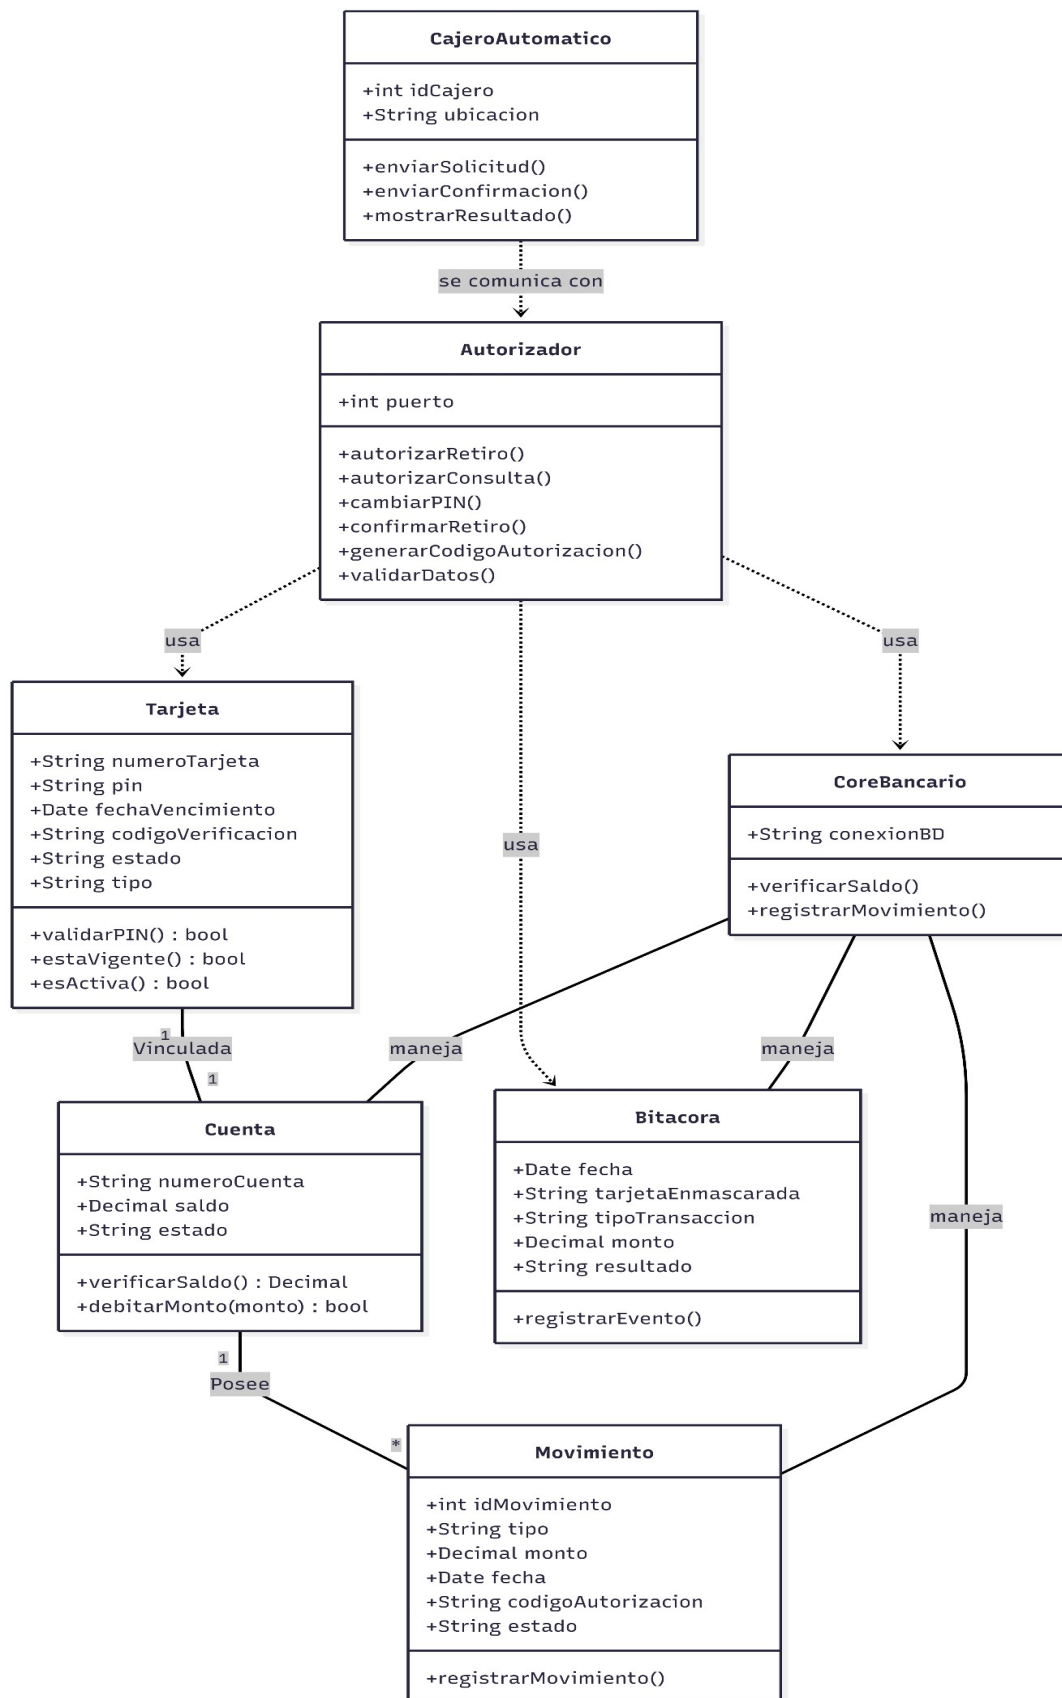 CajeroAutomatico
+int idCajero
+String ubicacion
+enviarSolicitud()
+enviarConfirmacion()
+mostrarResultado()
se comunica con
Autorizador
+int puerto
+autorizarRetiro()
+autorizarConsulta()
+cambiarPIN()
+confirmarRetiro()
+generarCodigoAutorizacion()
+validarDatos()
usa
usa
usa
Tarjeta
+String numeroTarjeta
+String pin
+Date fechaVencimiento
+String codigoVerificacion
+String estado
+String tipo
+validarPIN() : bool
+estaVigente() : bool
+esActiva() : bool
CoreBancario
+String conexionBD
+verificarSaldo()
+registrarMovimiento()
1
Vinculada
1
maneja
maneja
maneja
Cuenta
+String numeroCuenta
+Decimal saldo
+String estado
+verificarSaldo() : Decimal
+debitarMonto(monto) : bool
Bitacora
+Date fecha
+String tarjetaEnmascarada
+String tipoTransaccion
+Decimal monto
+String resultado
+registrarEvento()
1
Posee
*
Movimiento
+int idMovimiento
+String tipo
+Decimal monto
+Date fecha
+String codigoAutorizacion
+String estado
+registrarMovimiento()